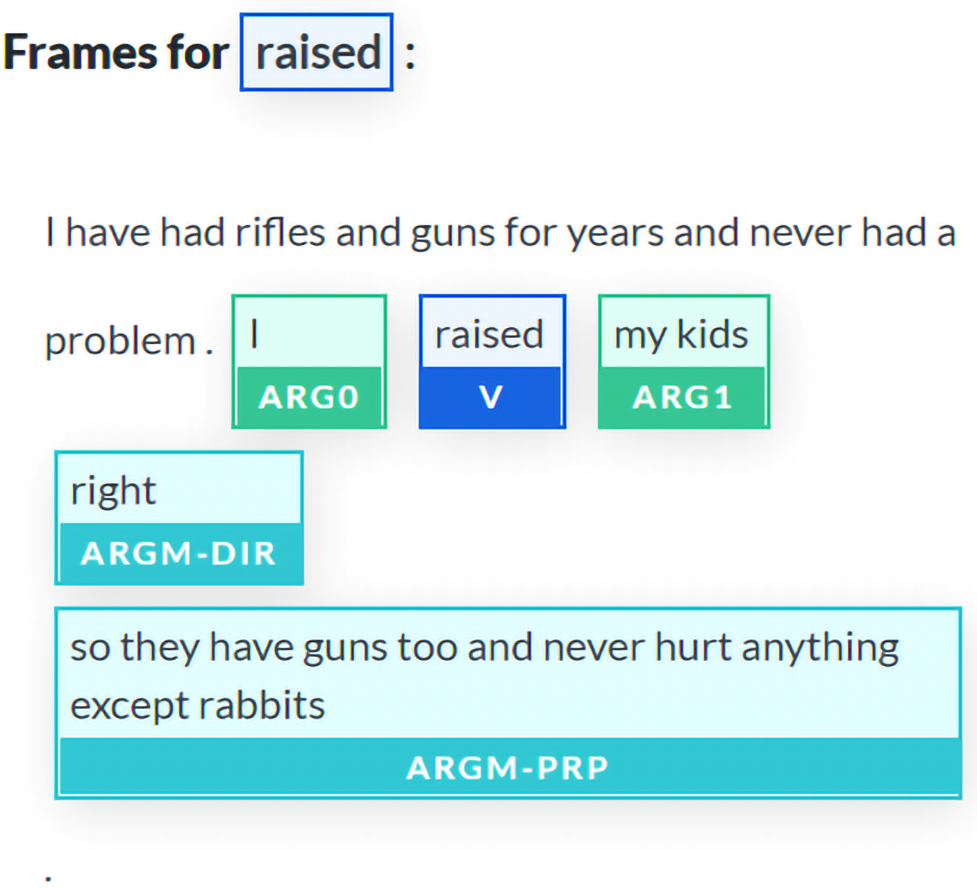 Frames for raised :
I have had rifles and guns for years and never had a
problem . I raised my kids
ARG0 V ARG1
right
ARGM-DIR
so they have guns too and never hurt anything
except rabbits
ARGM-PRP
.